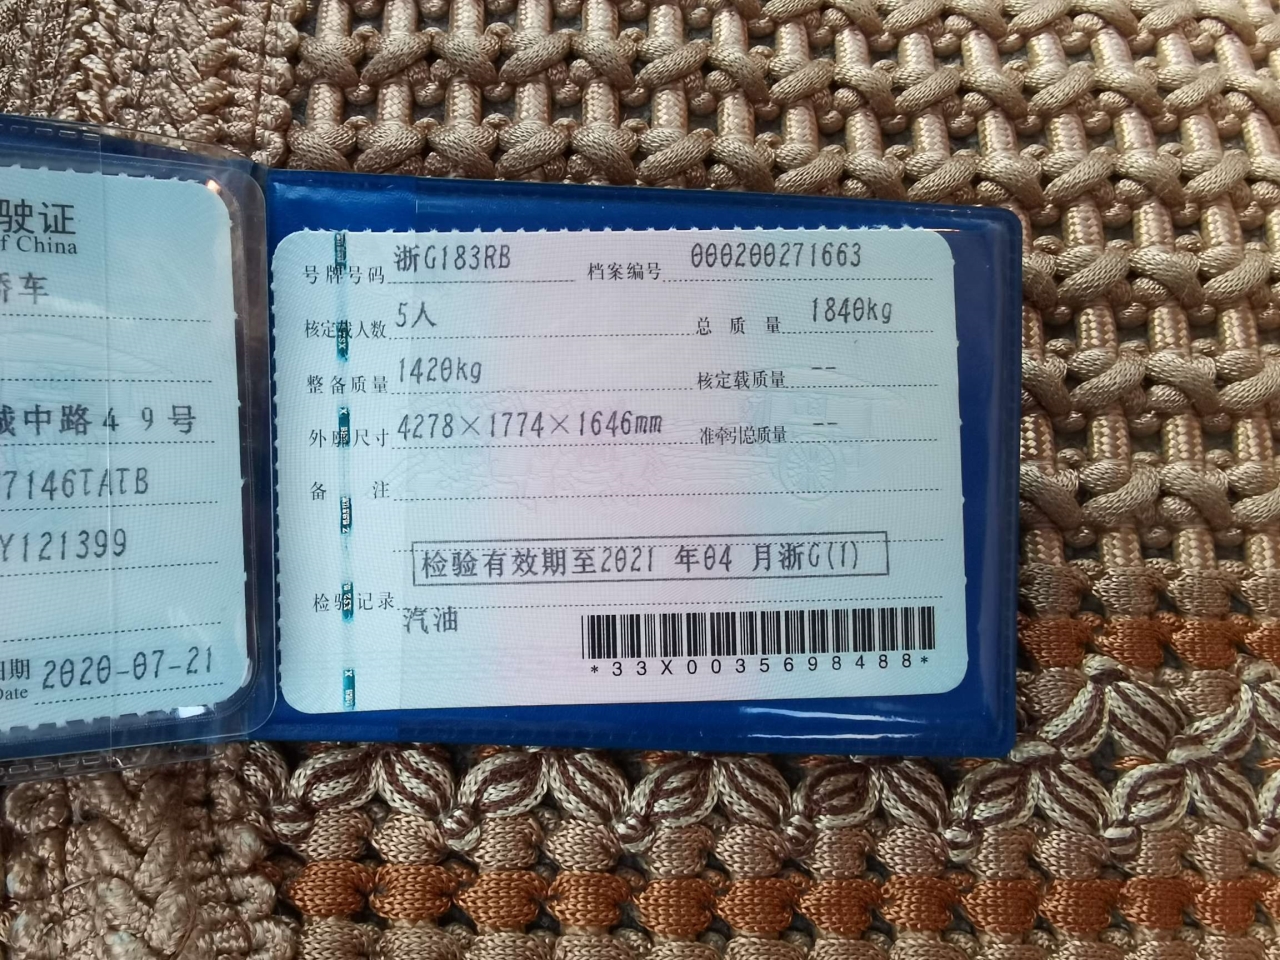 驶证
f China
轿车
城中路49号
7146TATB
Y121399
日期 2020-07-21
Date
号牌号码 浙G183RB 档案编号 000200271663
核定载人数 5人 总质量 1840kg
整备质量 1420kg 核定载质量 --
外廓尺寸 4278×1774×1646mm 准牵引总质量 --
备注
检验有效期至2021 年04 月浙G(1)
检验记录
汽油
*33X0035698488*